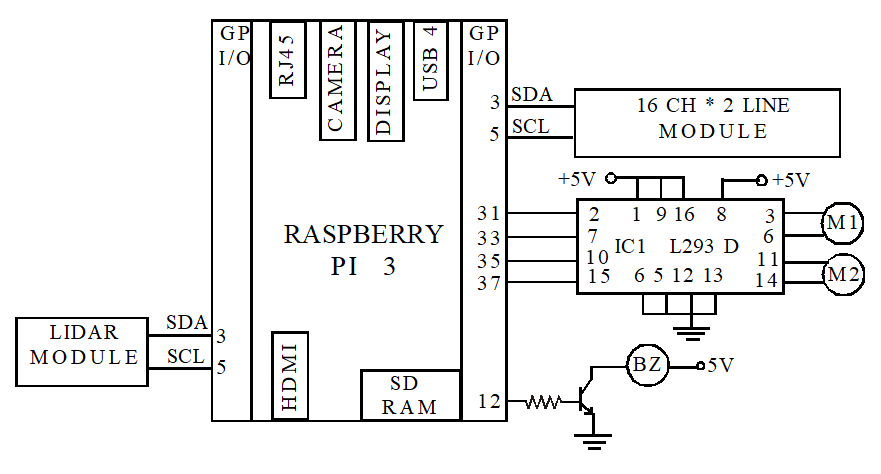 GP
I/O
RJ45
CAMERA
DISPLAY
USB 4
GP
I/O
3
SDA
5
SCL
16 CH * 2 LINE
MODULE
+5V
+5V
31
33
35
37
2
7
10
15
1
9
16
8
IC1
L293 D
3
6
11
14
6
5
12
13
M1
M2
RASPBERRY
PI 3
LIDAR
MODULE
SDA
SCL
3
5
HDMI
SD
RAM
12
BZ
5V